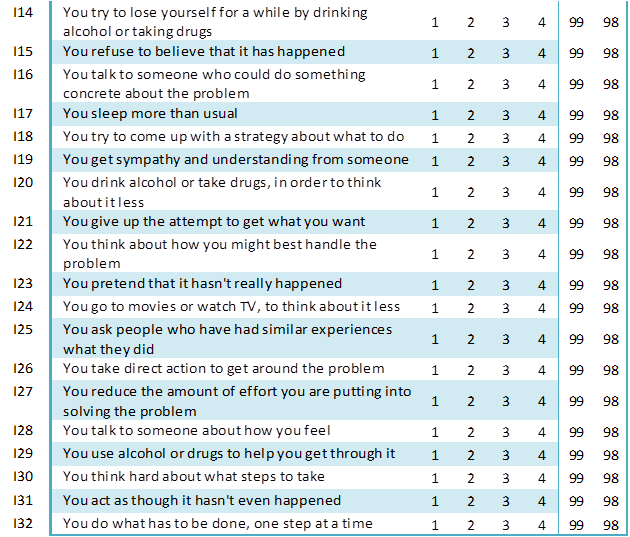 I14 You try to lose yourself for a while by drinking
alcohol or taking drugs 1 2 3 4 99 98
I15 You refuse to believe that it has happened 1 2 3 4 99 98
I16 You talk to someone who could do something
concrete about the problem 1 2 3 4 99 98
I17 You sleep more than usual 1 2 3 4 99 98
I18 You try to come up with a strategy about what to do 1 2 3 4 99 98
I19 You get sympathy and understanding from someone 1 2 3 4 99 98
I20 You drink alcohol or take drugs, in order to think
about it less 1 2 3 4 99 98
I21 You give up the attempt to get what you want 1 2 3 4 99 98
I22 You think about how you might best handle the
problem 1 2 3 4 99 98
I23 You pretend that it hasn't really happened 1 2 3 4 99 98
I24 You go to movies or watch TV, to think about it less 1 2 3 4 99 98
I25 You ask people who have had similar experiences
what they did 1 2 3 4 99 98
I26 You take direct action to get around the problem 1 2 3 4 99 98
I27 You reduce the amount of effort you are putting into
solving the problem 1 2 3 4 99 98
I28 You talk to someone about how you feel 1 2 3 4 99 98
I29 You use alcohol or drugs to help you get through it 1 2 3 4 99 98
I30 You think hard about what steps to take 1 2 3 4 99 98
I31 You act as though it hasn't even happened 1 2 3 4 99 98
I32 You do what has to be done, one step at a time 1 2 3 4 99 98